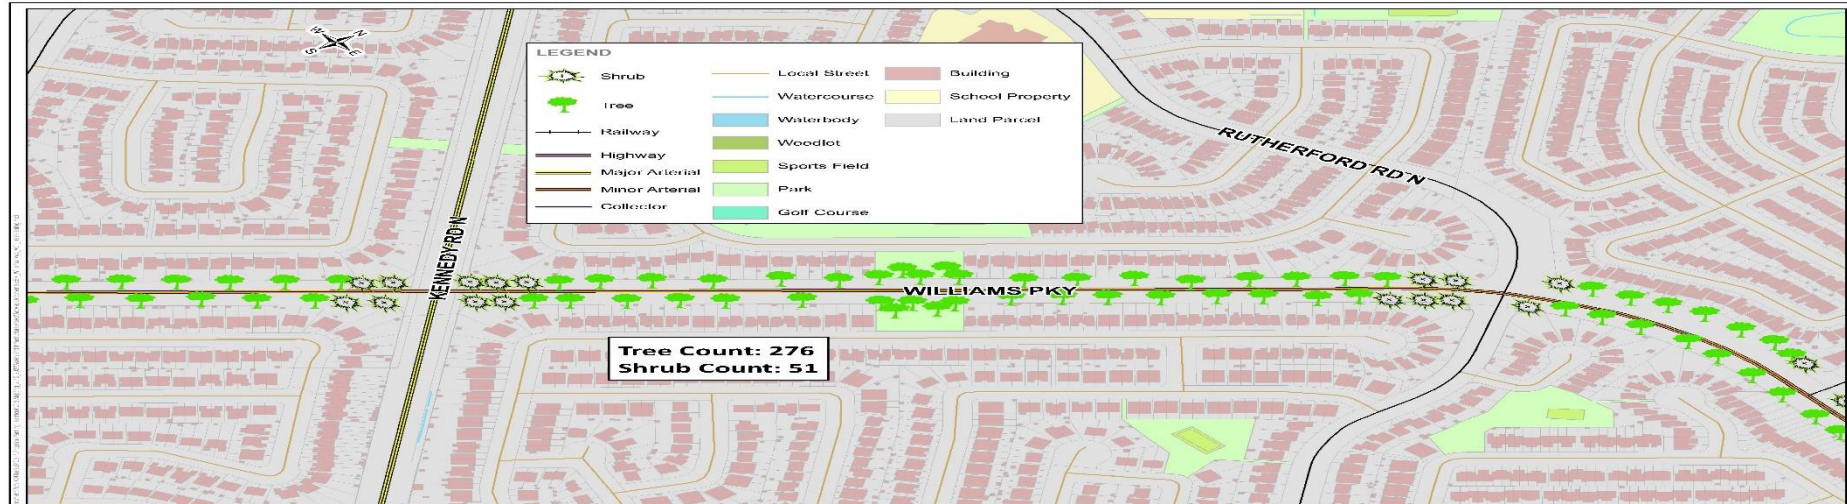 N
W
E
S
LEGEND
Shrub
Tree
Railway
Highway
Major Arterial
Minor Arterial
Collector
Local Street
Watercourse
Waterbody
Woodlot
Sports Field
Park
Golf Course
Building
School Property
Land Parcel
RUTHERFORD RD N
KENNEDY RD N
WILLIAMS PKY
Tree Count: 276
Shrub Count: 51